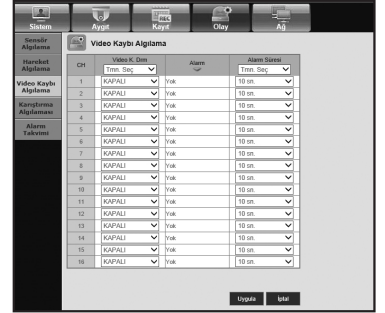 Sistem Aygıt Kayıt Olay Ağ
REC
Sensör
Algılama
Hareket
Algılama
Video Kaybı
Algılama
Karıştırma
Algılaması
Alarm
Takvimi
Video Kaybı Algılama
CH Video K. Drm Alarm Alarm Süresi
Tmn. Seç Tmn. Seç
1 KAPALI Yok 10 sn.
2 KAPALI Yok 10 sn.
3 KAPALI Yok 10 sn.
4 KAPALI Yok 10 sn.
5 KAPALI Yok 10 sn.
6 KAPALI Yok 10 sn.
7 KAPALI Yok 10 sn.
8 KAPALI Yok 10 sn.
9 KAPALI Yok 10 sn.
10 KAPALI Yok 10 sn.
11 KAPALI Yok 10 sn.
12 KAPALI Yok 10 sn.
13 KAPALI Yok 10 sn.
14 KAPALI Yok 10 sn.
15 KAPALI Yok 10 sn.
16 KAPALI Yok 10 sn.
Uygula İptal